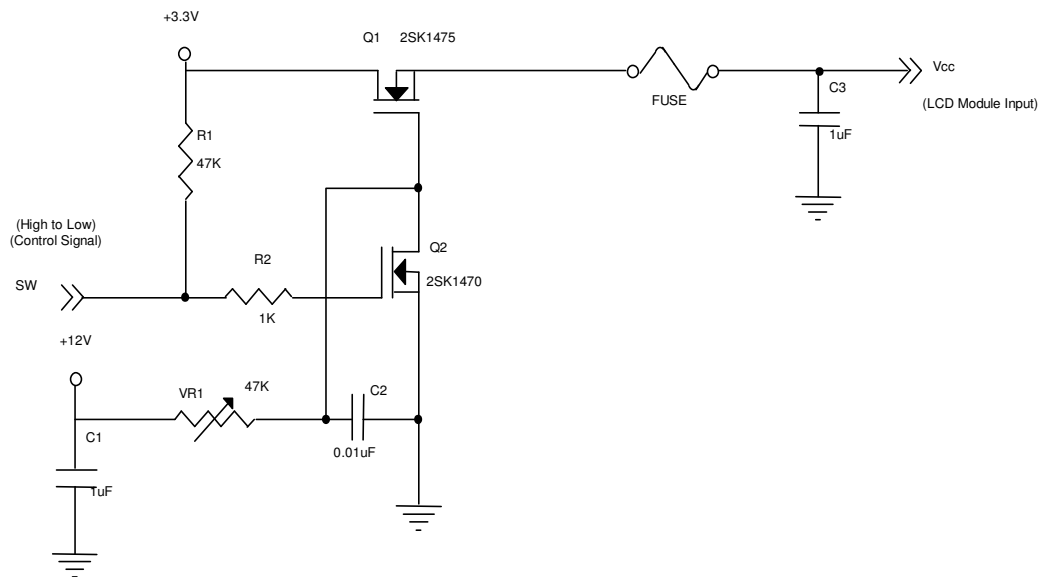 +3.3V
Q1 2SK1475
Vcc
FUSE
C3
(LCD Module Input)
R1
1uF
47K
(High to Low)
(Control Signal)
Q2
R2
2SK1470
SW
1K
+12V
VR1
47K
C2
C1
0.01uF
1uF